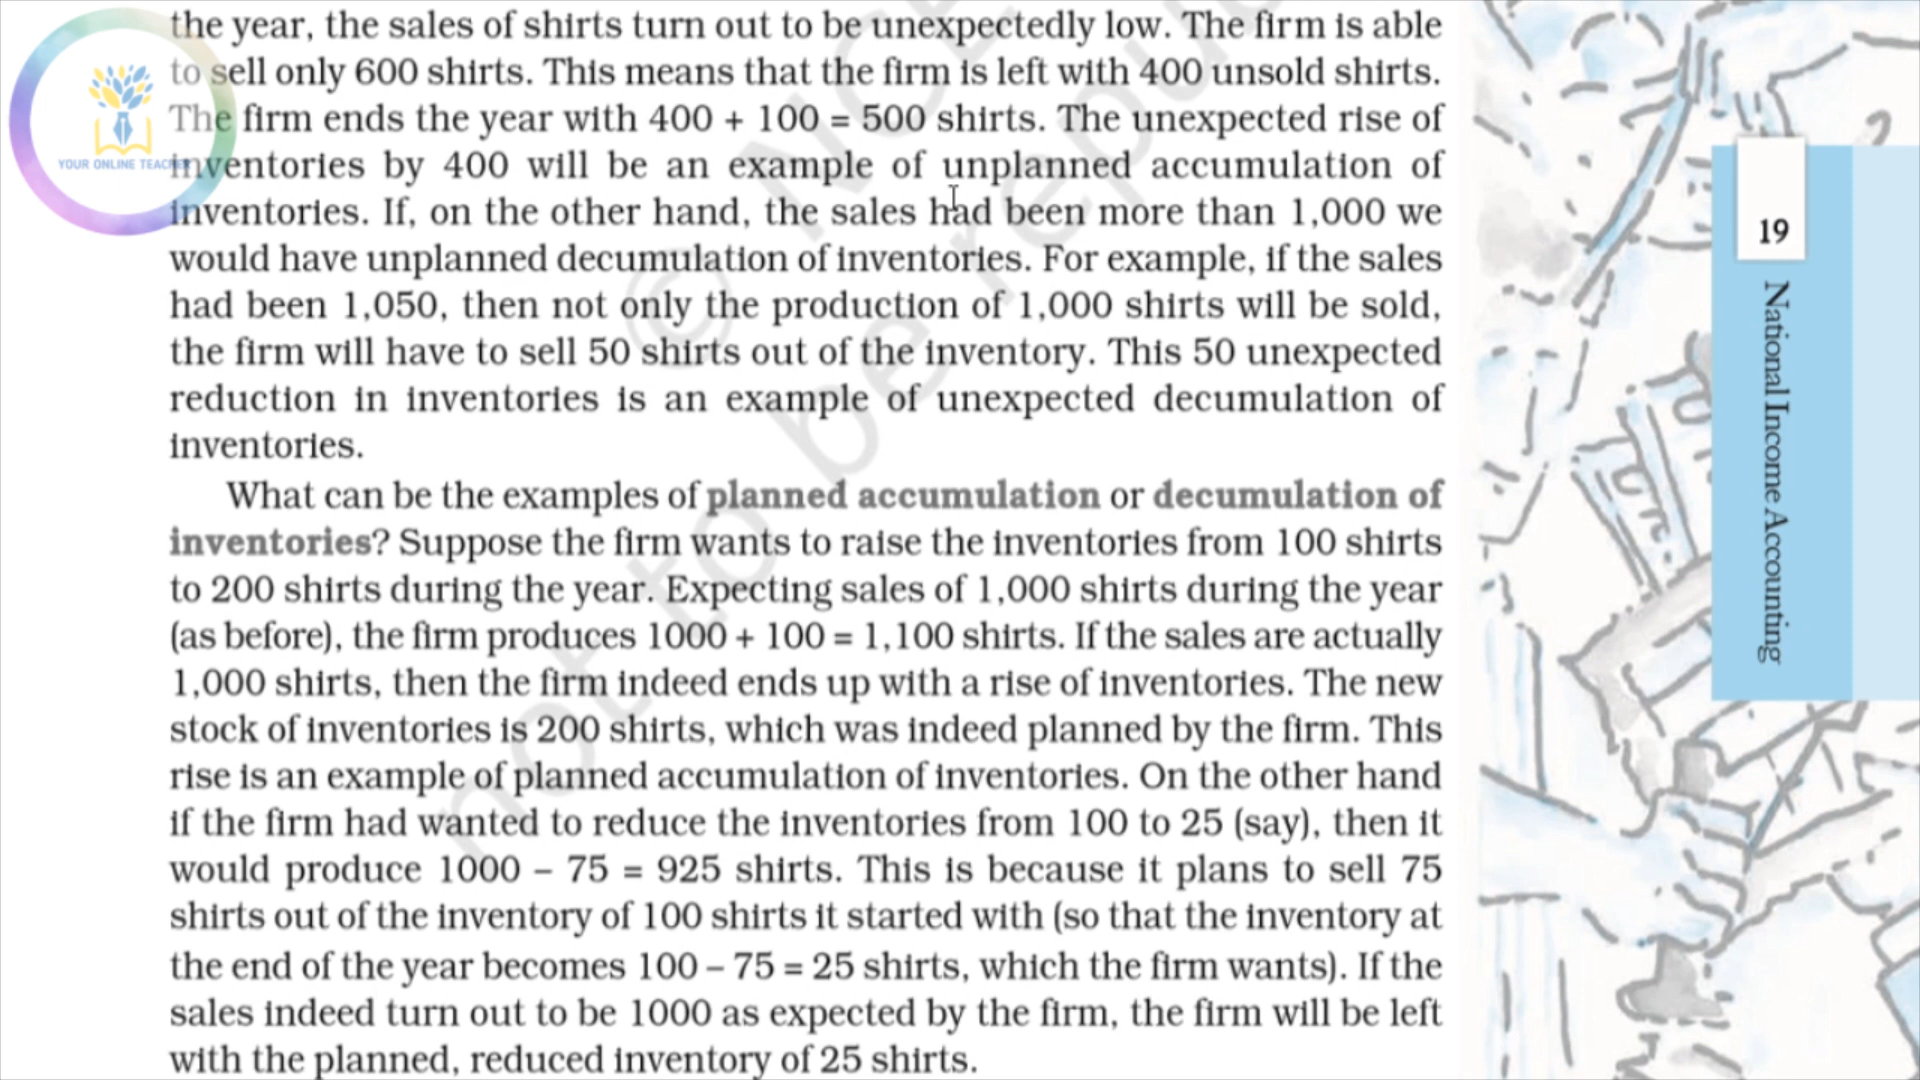 the year, the sales of shirts turn out to be unexpectedly low. The firm is able
to sell only 600 shirts. This means that the firm is left with 400 unsold shirts.
The firm ends the year with 400 + 100 = 500 shirts. The unexpected rise of
inventories by 400 will be an example of unplanned accumulation of
inventories. If, on the other hand, the sales had been more than 1,000 we
would have unplanned decumulation of inventories. For example, if the sales
had been 1,050, then not only the production of 1,000 shirts will be sold,
the firm will have to sell 50 shirts out of the inventory. This 50 unexpected
reduction in inventories is an example of unexpected decumulation of
inventories.
What can be the examples of planned accumulation or decumulation of
inventories? Suppose the firm wants to raise the inventories from 100 shirts
to 200 shirts during the year. Expecting sales of 1,000 shirts during the year
(as before), the firm produces 1000 + 100 = 1,100 shirts. If the sales are actually
1,000 shirts, then the firm indeed ends up with a rise of inventories. The new
stock of inventories is 200 shirts, which was indeed planned by the firm. This
rise is an example of planned accumulation of inventories. On the other hand
if the firm had wanted to reduce the inventories from 100 to 25 (say), then it
would produce 1000 – 75 = 925 shirts. This is because it plans to sell 75
shirts out of the inventory of 100 shirts it started with (so that the inventory at
the end of the year becomes 100 – 75 = 25 shirts, which the firm wants). If the
sales indeed turn out to be 1000 as expected by the firm, the firm will be left
with the planned, reduced inventory of 25 shirts.
YOUR ONLINE TEACHER
19
National Income Accounting
not to be
©